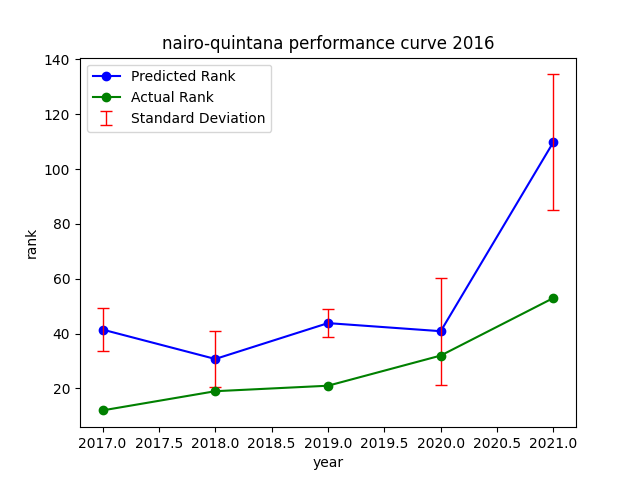 nairo-quintana performance curve 2016
Predicted Rank
Actual Rank
Standard Deviation
rank
140
120
100
80
60
40
20
2017.0 2017.5 2018.0 2018.5 2019.0 2019.5 2020.0 2020.5 2021.0
year